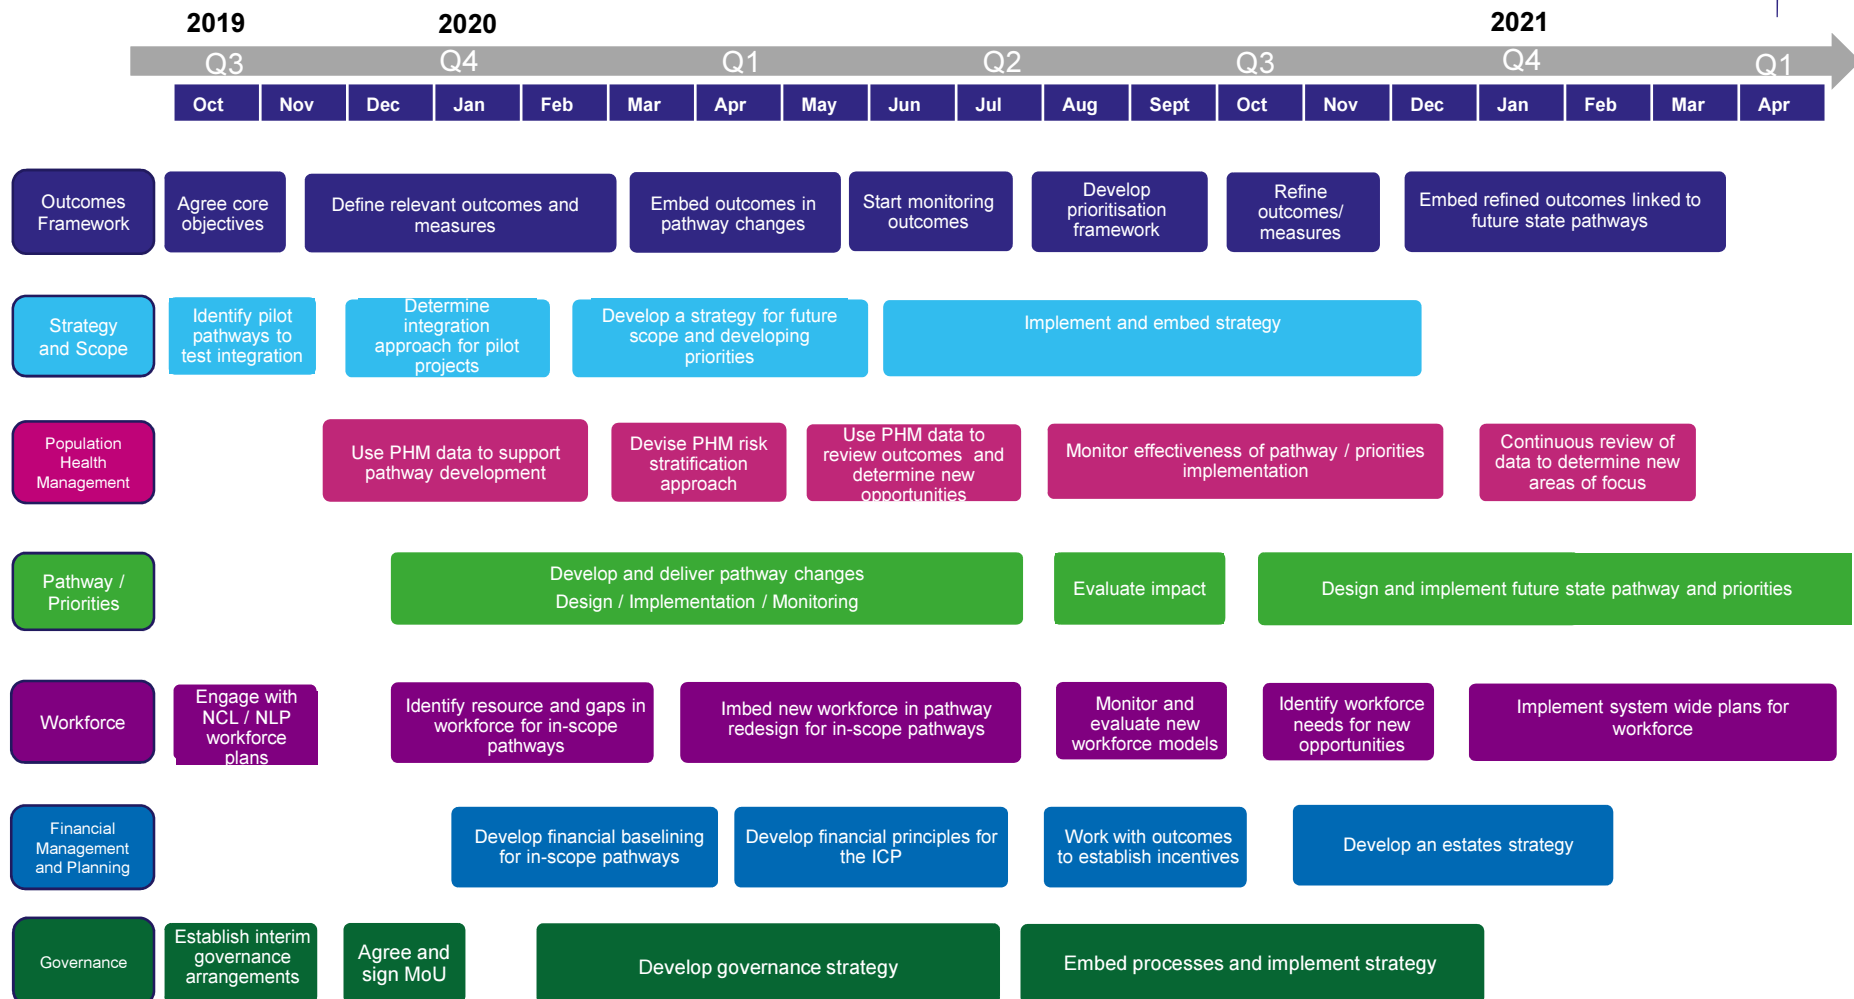 2019
2020
2021
Q3
Q4
Q1
Q2
Q3
Q4
Q1
Oct
Nov
Dec
Jan
Feb
Mar
Apr
May
Jun
Jul
Aug
Sept
Oct
Nov
Dec
Jan
Feb
Mar
Apr
Outcomes
Framework
Agree core
objectives
Define relevant outcomes and
measures
Embed outcomes in
pathway changes
Start monitoring
outcomes
Develop
prioritisation
framework
Refine
outcomes/
measures
Embed refined outcomes linked to
future state pathways
Strategy
and Scope
Identify pilot
pathways to
test integration
Determine
integration
approach for pilot
projects
Develop a strategy for future
scope and developing
priorities
Implement and embed strategy
Population
Health
Management
Use PHM data to support
pathway development
Devise PHM risk
stratification
approach
Use PHM data to
review outcomes and
determine new
opportunities
Monitor effectiveness of pathway / priorities
implementation
Continuous review of
data to determine new
areas of focus
Pathway /
Priorities
Develop and deliver pathway changes
Design / Implementation / Monitoring
Evaluate impact
Design and implement future state pathway and priorities
Workforce
Engage with
NCL / NLP
workforce
plans
Identify resource and gaps in
workforce for in-scope
pathways
Imbed new workforce in pathway
redesign for in-scope pathways
Monitor and
evaluate new
workforce models
Identify workforce
needs for new
opportunities
Implement system wide plans for
workforce
Financial
Management
and Planning
Develop financial baselining
for in-scope pathways
Develop financial principles for
the ICP
Work with outcomes
to establish incentives
Develop an estates strategy
Governance
Establish interim
governance
arrangements
Agree and
sign MoU
Develop governance strategy
Embed processes and implement strategy